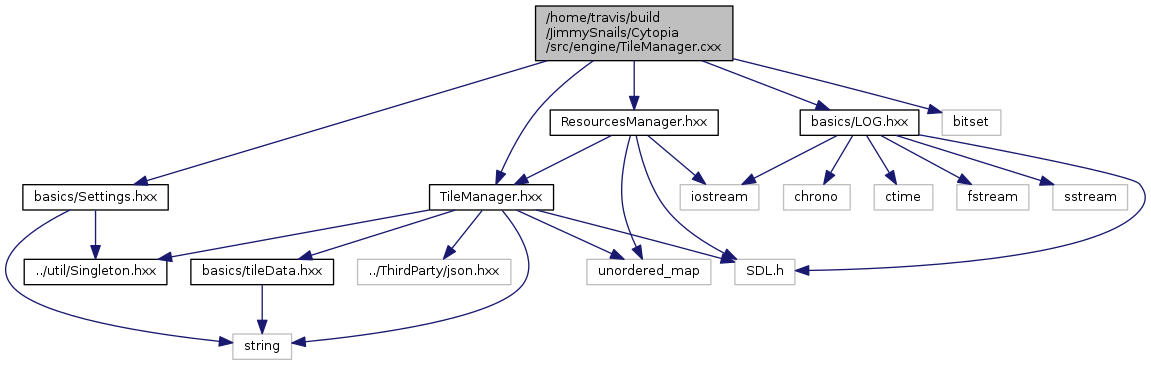 /home/travis/build
/JimmySnails/Cytopia
/src/engine/TileManager.cxx
ResourcesManager.hxx
basics/LOG.hxx
bitset
basics/Settings.hxx
TileManager.hxx
iostream
chrono
ctime
fstream
sstream
../util/Singleton.hxx
basics/tileData.hxx
../ThirdParty/json.hxx
unordered_map
SDL.h
string